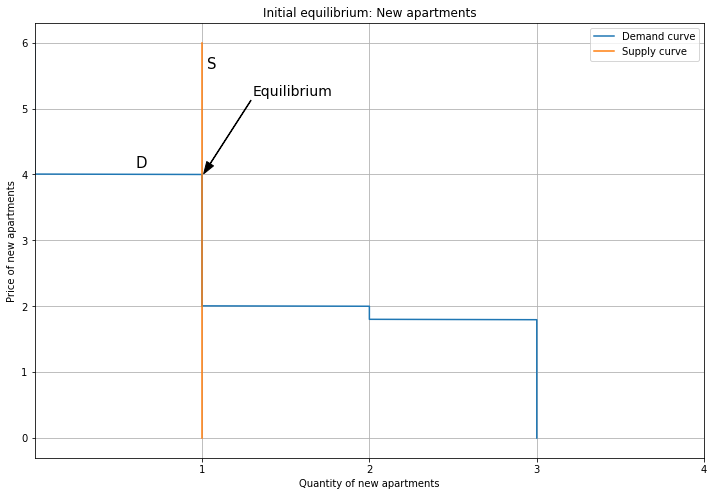 Initial equilibrium: New apartments
Demand curve
Supply curve
S
Equilibrium
D
Price of new apartments
6
5
4
3
2
1
0
1
2
3
4
Quantity of new apartments